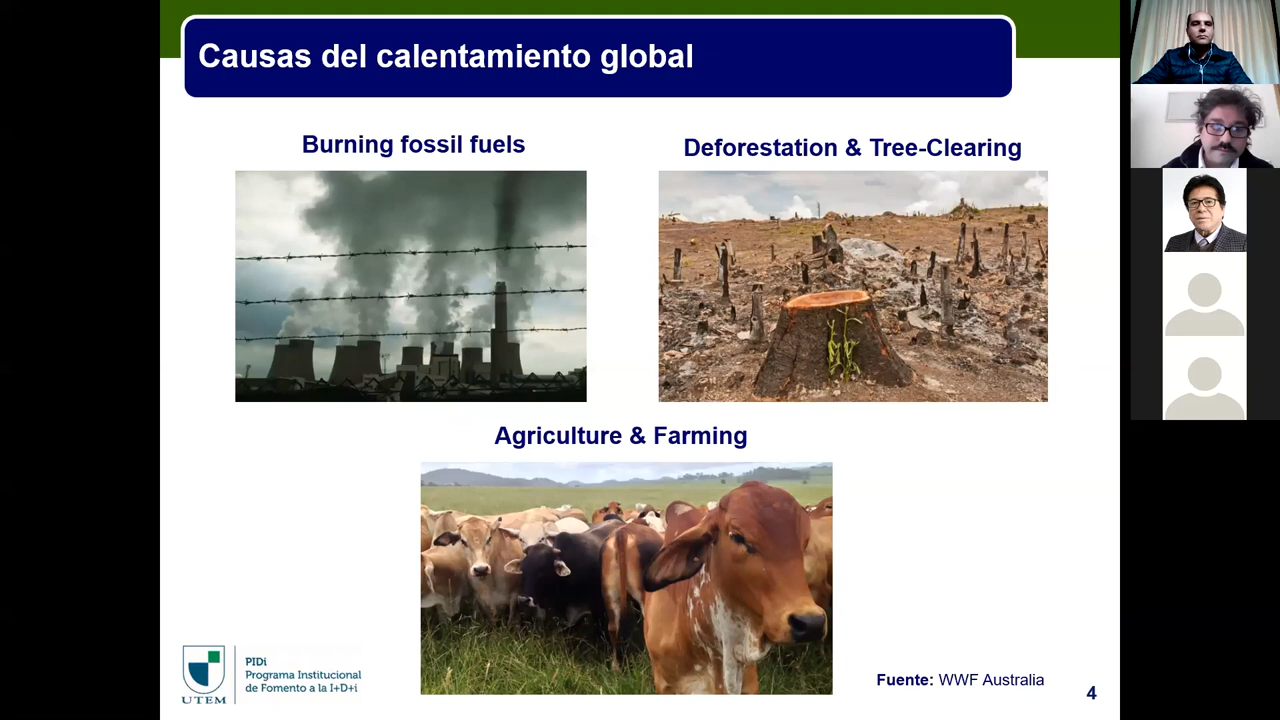 Causas del calentamiento global
Burning fossil fuels
Deforestation & Tree-Clearing
Agriculture & Farming
UTEM
PIDi
Programa Institucional
de Fomento a la I+D+i
Fuente: WWF Australia
4